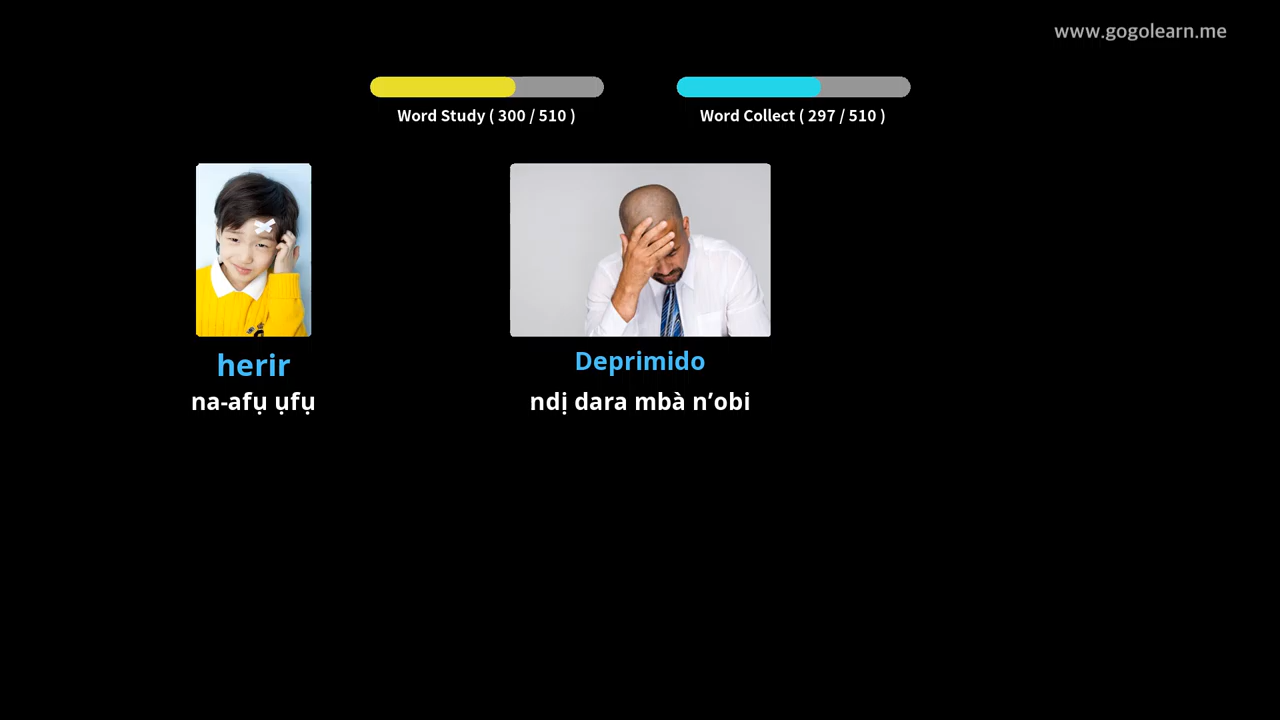 www.gogolearn.me
Word Study ( 300 / 510 )
Word Collect ( 297 / 510 )
herir
Deprimido
na-afụ ụfụ
ndị dara mbà n’obi